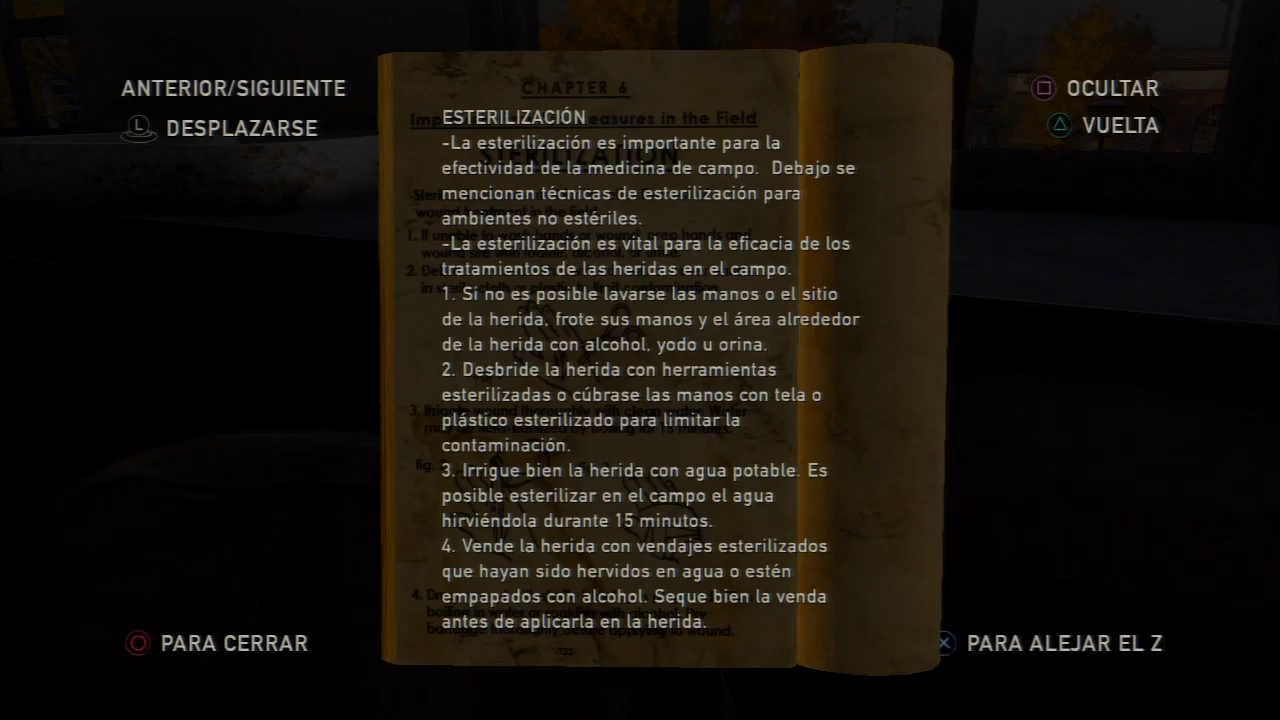 ANTERIOR/SIGUIENTE
L DESPLAZARSE
OCULTAR
VUELTA
CHAPTER 6
easures in the Field
ESTERILIZACIÓN
-La esterilización es importante para la
efectividad de la medicina de campo.  Debajo se
mencionan técnicas de esterilización para
ambientes no estériles.
-La esterilización es vital para la eficacia de los
tratamientos de las heridas en el campo.
1. Si no es posible lavarse las manos o el sitio
de la herida, frote sus manos y el área alrededor
de la herida con alcohol, yodo u orina.
2. Desbride la herida con herramientas
esterilizadas o cúbrase las manos con tela o
plástico esterilizado para limitar la
contaminación.
3. Irrigue bien la herida con agua potable. Es
posible esterilizar en el campo el agua
hirviéndola durante 15 minutos.
4. Vende la herida con vendajes esterilizados
que hayan sido hervidos en agua o estén
empapados con alcohol. Seque bien la venda
antes de aplicarla en la herida.
-122-
PARA CERRAR
PARA ALEJAR EL Z